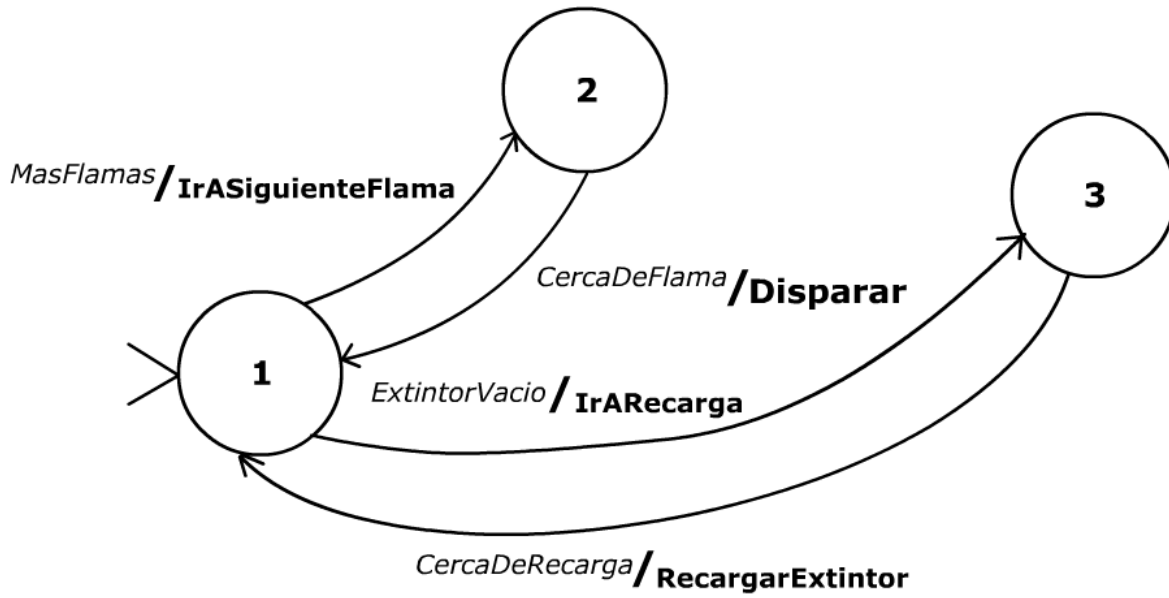 2
MasFlamas/IrASiguienteFlama
3
CercaDeFlama/Disparar
1
ExtintorVacio/IrARecarga
CercaDeRecarga/RecargarExtintor